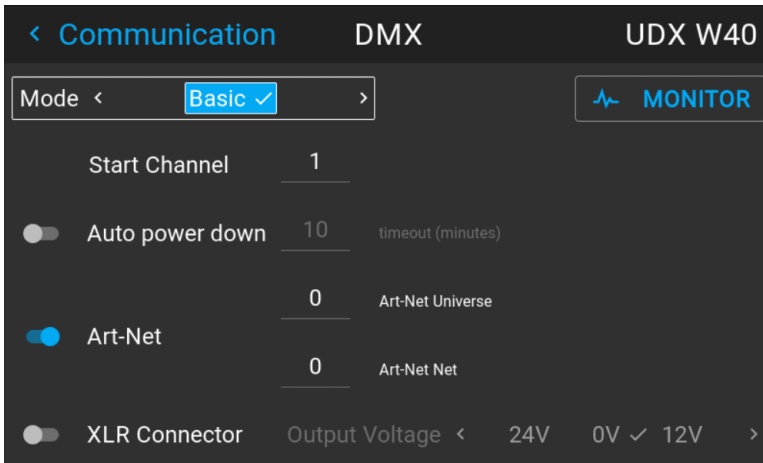 Communication DMX UDX W40
Mode Basic MONITOR
Start Channel 1
Auto power down 10 timeout (minutes)
0 Art-Net Universe
Art-Net
0 Art-Net Net
XLR Connector Output Voltage 24V 0V 12V